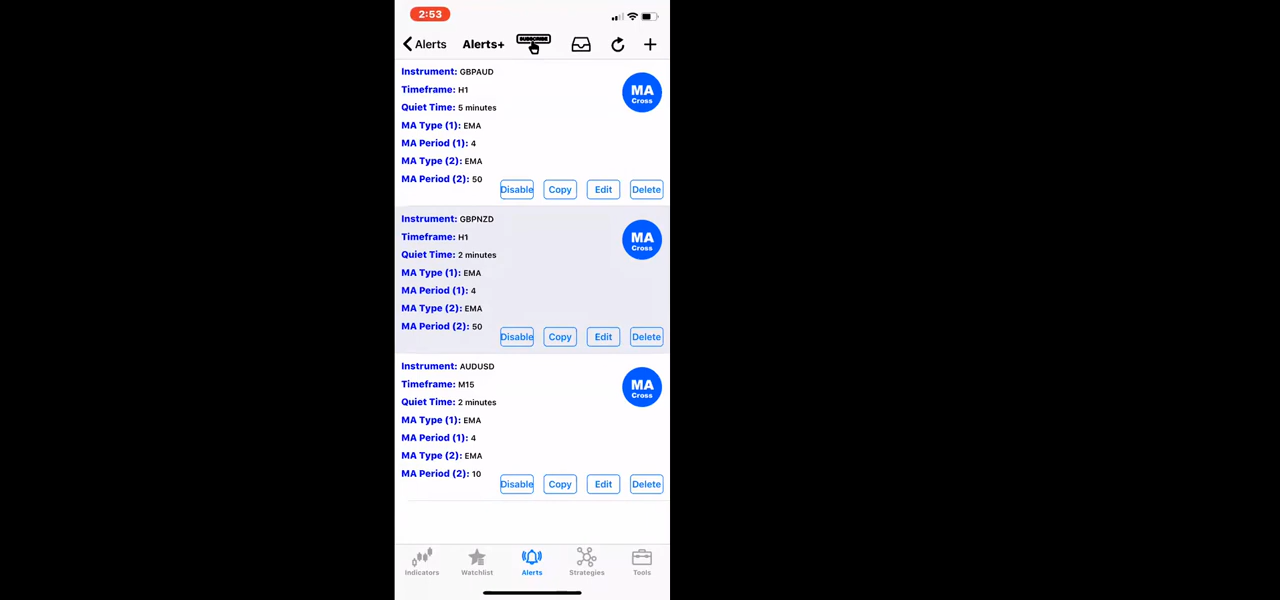 2:53
Alerts Alerts+ SUBSCRIBE
Instrument: GBPAUD
Timeframe: H1
Quiet Time: 5 minutes
MA Type (1): EMA
MA Period (1): 4
MA Type (2): EMA
MA Period (2): 50
MA
Cross
Disable Copy Edit Delete
Instrument: GBPNZD
Timeframe: H1
Quiet Time: 2 minutes
MA Type (1): EMA
MA Period (1): 4
MA Type (2): EMA
MA Period (2): 50
MA
Cross
Disable Copy Edit Delete
Instrument: AUDUSD
Timeframe: M15
Quiet Time: 2 minutes
MA Type (1): EMA
MA Period (1): 4
MA Type (2): EMA
MA Period (2): 10
MA
Cross
Disable Copy Edit Delete
Indicators Watchlist Alerts Strategies Tools